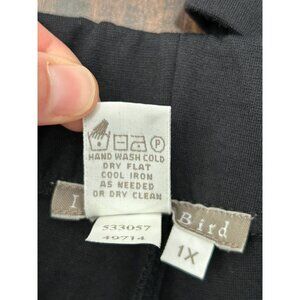 P
HAND WASH COLD
DRY FLAT
COOL IRON
AS NEEDED
OR DRY CLEAN
Bird
533057
49714
1X